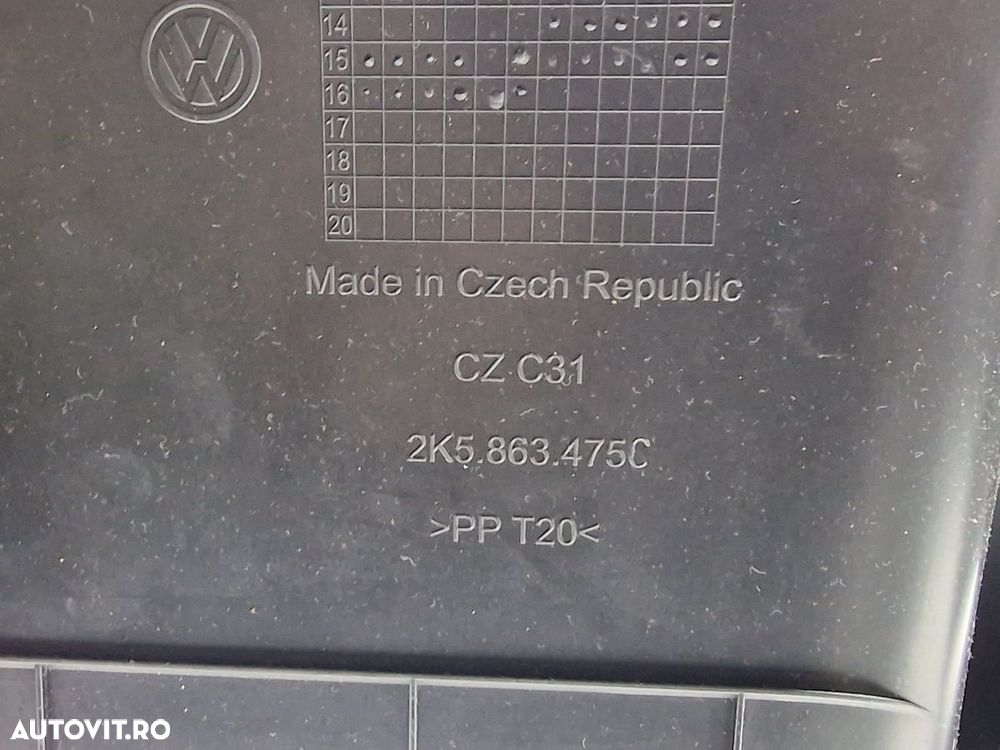 VW
14
15
16
17
18
19
20
Made in Czech Republic
CZ C31
2K5.863.475C
>PP T20<
AUTOVIT.RO